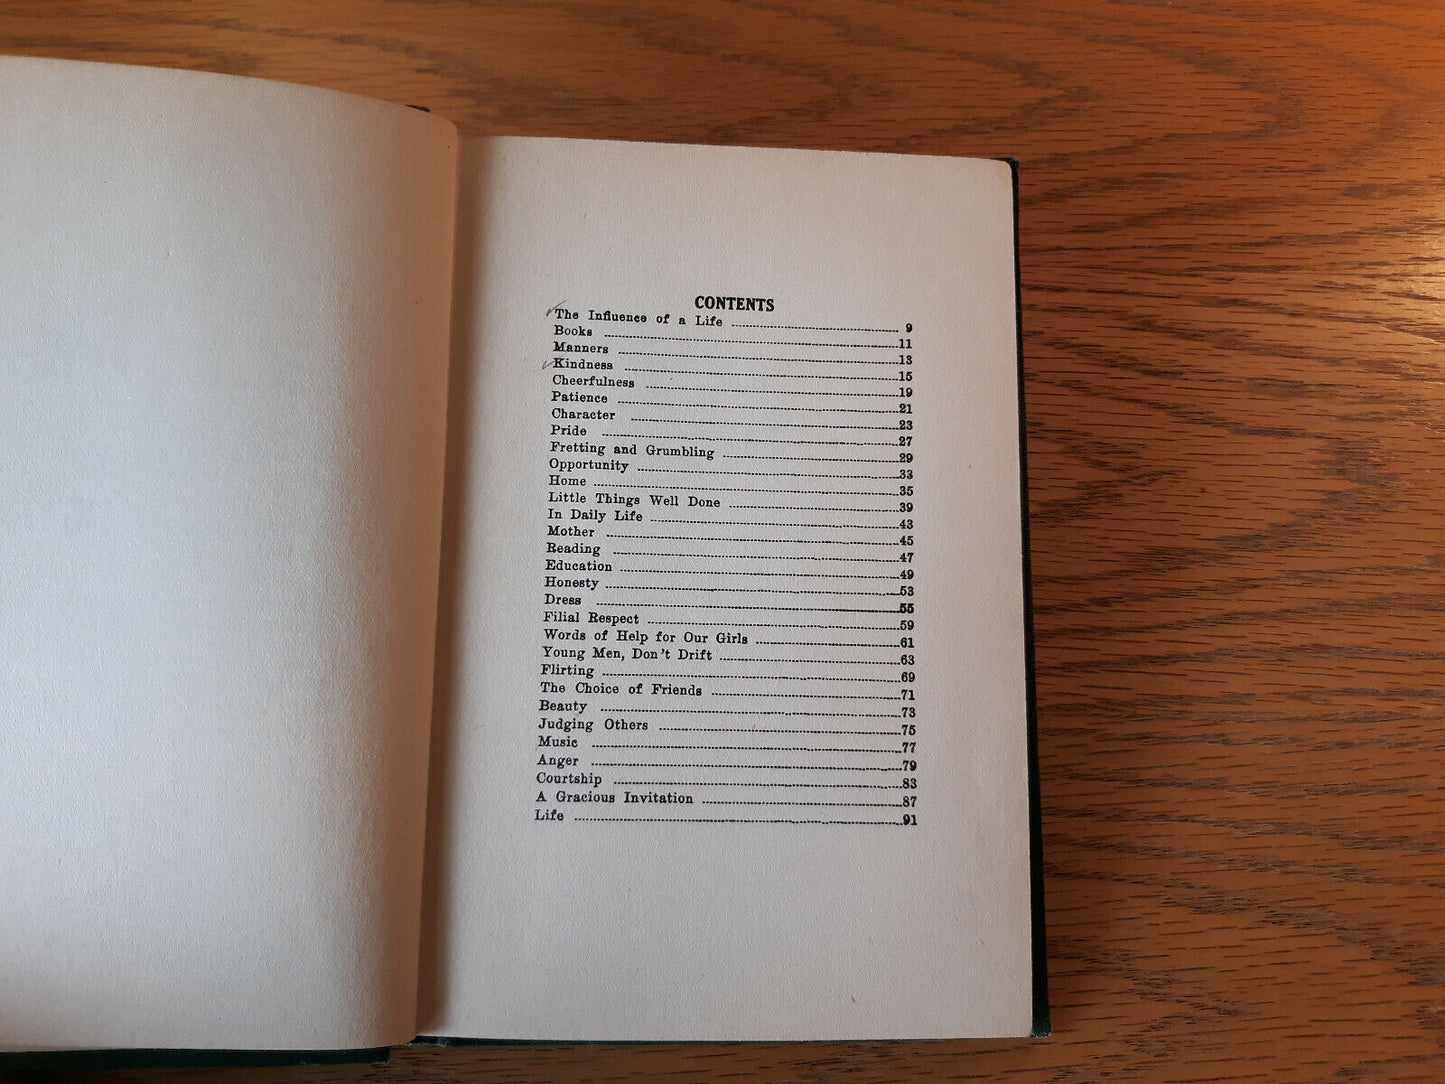 CONTENTS
The Influence of a Life 9
Books 11
Manners 13
Kindness 15
Cheerfulness 19
Patience 21
Character 23
Pride 27
Fretting and Grumbling 29
Opportunity 33
Home 35
Little Things Well Done 39
In Daily Life 43
Mother 45
Reading 47
Education 49
Honesty 53
Dress 55
Filial Respect 59
Words of Help for Our Girls 61
Young Men, Don't Drift 63
Flirting 69
The Choice of Friends 71
Beauty 73
Judging Others 75
Music 77
Anger 79
Courtship 83
A Gracious Invitation 87
Life 91